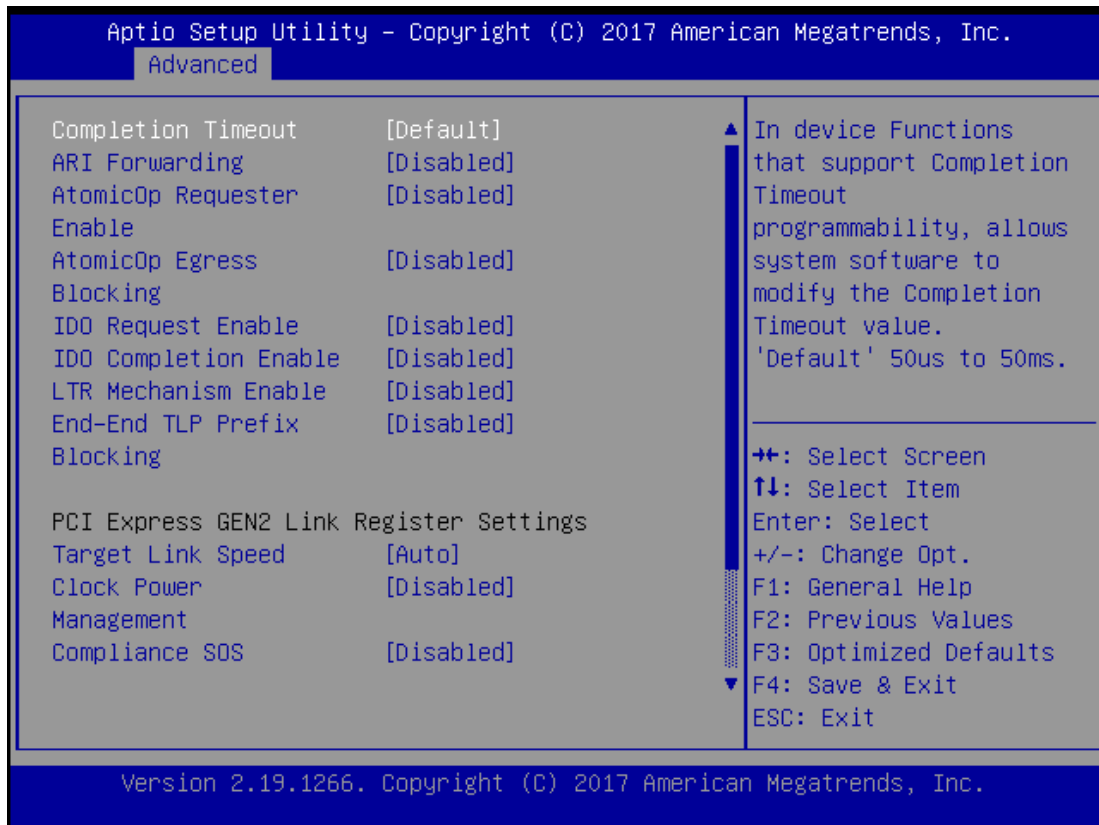 Aptio Setup Utility – Copyright (C) 2017 American Megatrends, Inc.
Advanced
Completion Timeout [Default]
ARI Forwarding [Disabled]
AtomicOp Requester [Disabled]
Enable
AtomicOp Egress [Disabled]
Blocking
IDO Request Enable [Disabled]
IDO Completion Enable [Disabled]
LTR Mechanism Enable [Disabled]
End–End TLP Prefix [Disabled]
Blocking
PCI Express GEN2 Link Register Settings
Target Link Speed [Auto]
Clock Power [Disabled]
Management
Compliance SOS [Disabled]
In device Functions
that support Completion
Timeout
programmability, allows
system software to
modify the Completion
Timeout value.
'Default' 50us to 50ms.
→←: Select Screen
↑↓: Select Item
Enter: Select
+/–: Change Opt.
F1: General Help
F2: Previous Values
F3: Optimized Defaults
F4: Save & Exit
ESC: Exit
Version 2.19.1266. Copyright (C) 2017 American Megatrends, Inc.